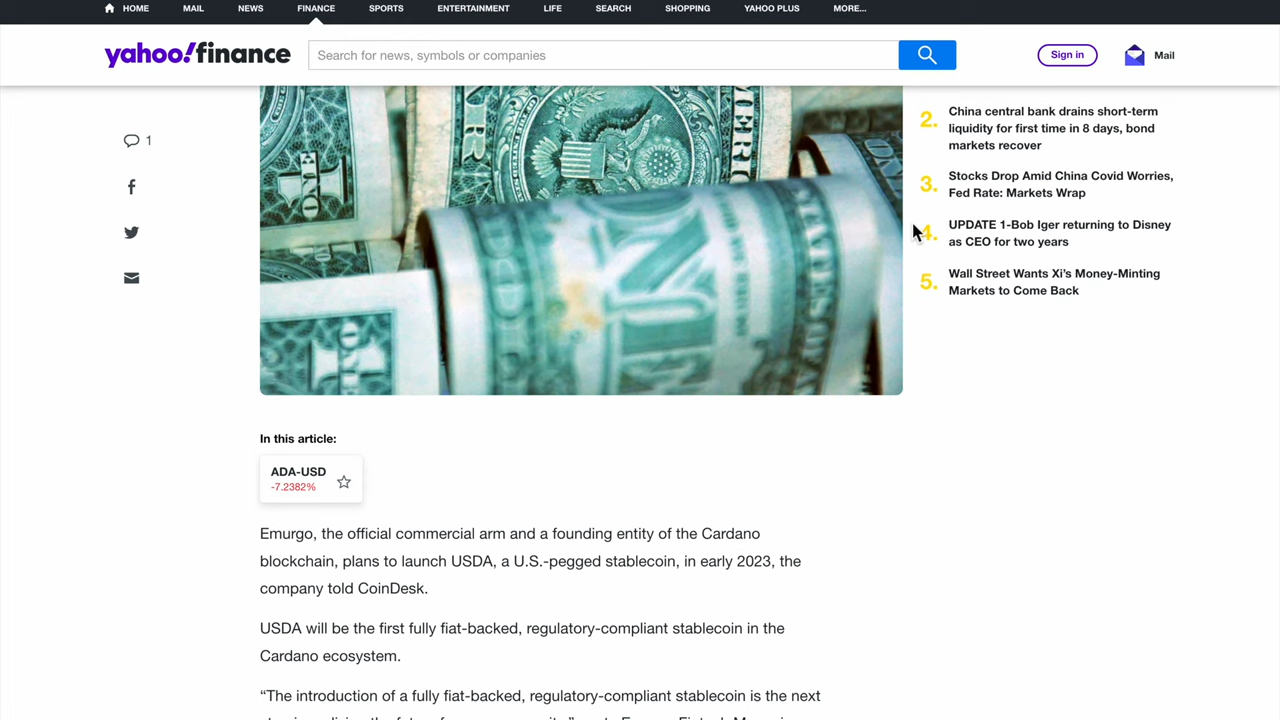 HOME MAIL NEWS FINANCE SPORTS ENTERTAINMENT LIFE SEARCH SHOPPING YAHOO PLUS MORE...
yahoo!finance Search for news, symbols or companies Sign in Mail
1
2. China central bank drains short-term
liquidity for first time in 8 days, bond
markets recover
3. Stocks Drop Amid China Covid Worries,
Fed Rate: Markets Wrap
4. UPDATE 1-Bob Iger returning to Disney
as CEO for two years
5. Wall Street Wants Xi's Money-Minting
Markets to Come Back
In this article:
ADA-USD
-7.2382%
Emurgo, the official commercial arm and a founding entity of the Cardano
blockchain, plans to launch USDA, a U.S.-pegged stablecoin, in early 2023, the
company told CoinDesk.
USDA will be the first fully fiat-backed, regulatory-compliant stablecoin in the
Cardano ecosystem.
“The introduction of a fully fiat-backed, regulatory-compliant stablecoin is the next